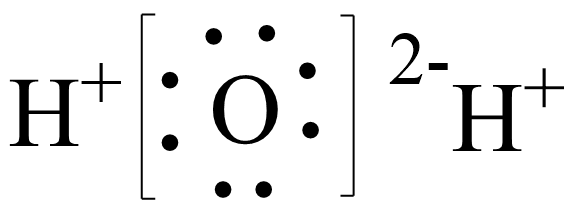 H+ [O] 2- H+